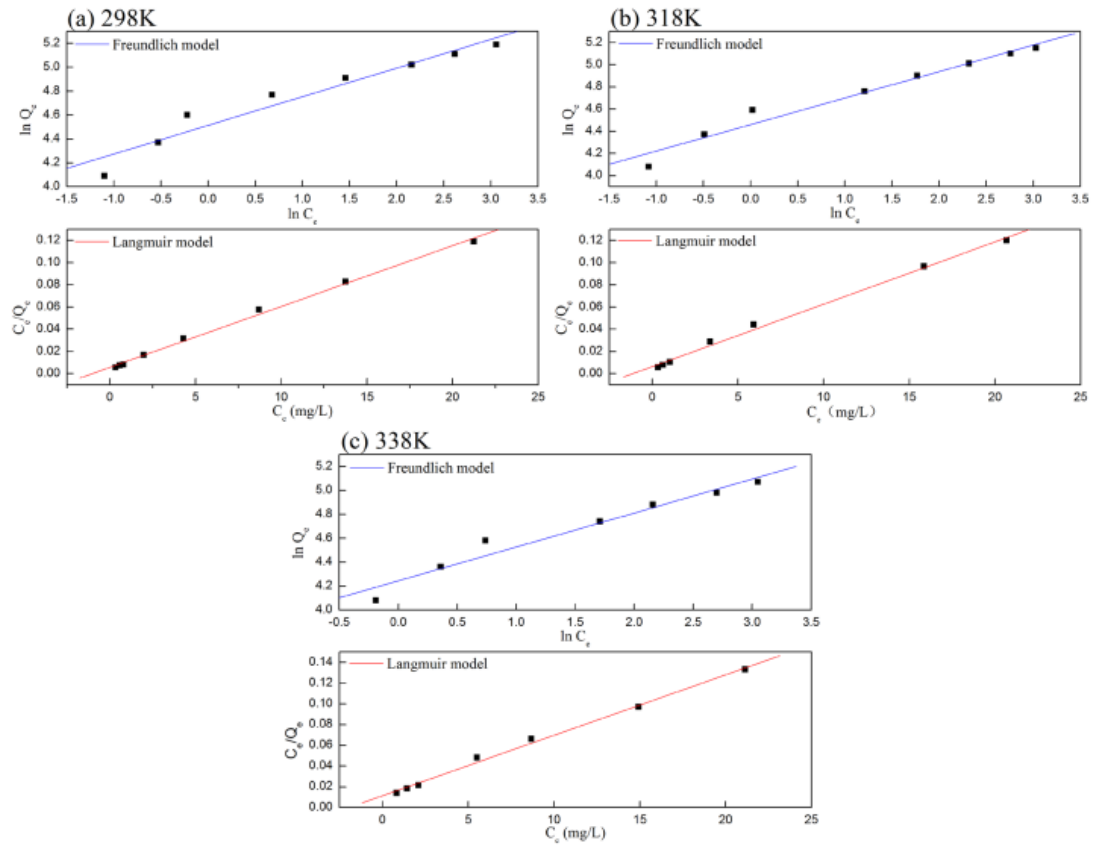 (a) 298K
Freundlich model
ln Qe
5.2
5.0
4.8
4.6
4.4
4.2
4.0
-1.5 -1.0 -0.5 0.0 0.5 1.0 1.5 2.0 2.5 3.0 3.5
ln Ce
Langmuir model
Ce/Qe
0.12
0.10
0.08
0.06
0.04
0.02
0.00
0 5 10 15 20 25
Ce (mg/L)
(b) 318K
Freundlich model
ln Qe
5.2
5.0
4.8
4.6
4.4
4.2
4.0
-1.5 -1.0 -0.5 0.0 0.5 1.0 1.5 2.0 2.5 3.0 3.5
ln Ce
Langmuir model
Ce/Qe
0.12
0.10
0.08
0.06
0.04
0.02
0.00
0 5 10 15 20 25
Ce（mg/L）
(c) 338K
Freundlich model
ln Qe
5.2
5.0
4.8
4.6
4.4
4.2
4.0
-0.5 0.0 0.5 1.0 1.5 2.0 2.5 3.0 3.5
ln Ce
Langmuir model
Ce/Qe
0.14
0.12
0.10
0.08
0.06
0.04
0.02
0.00
0 5 10 15 20 25
Ce (mg/L)